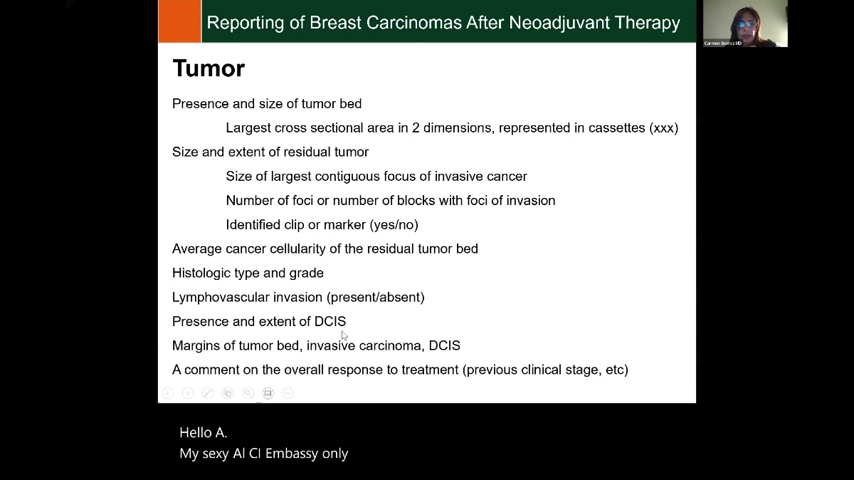 Reporting of Breast Carcinomas After Neoadjuvant Therapy
Carmen Gomez MD
Tumor
Presence and size of tumor bed
Largest cross sectional area in 2 dimensions, represented in cassettes (xxx)
Size and extent of residual tumor
Size of largest contiguous focus of invasive cancer
Number of foci or number of blocks with foci of invasion
Identified clip or marker (yes/no)
Average cancer cellularity of the residual tumor bed
Histologic type and grade
Lymphovascular invasion (present/absent)
Presence and extent of DCIS
Margins of tumor bed, invasive carcinoma, DCIS
A comment on the overall response to treatment (previous clinical stage, etc)
Hello A.
My sexy Al CI Embassy only